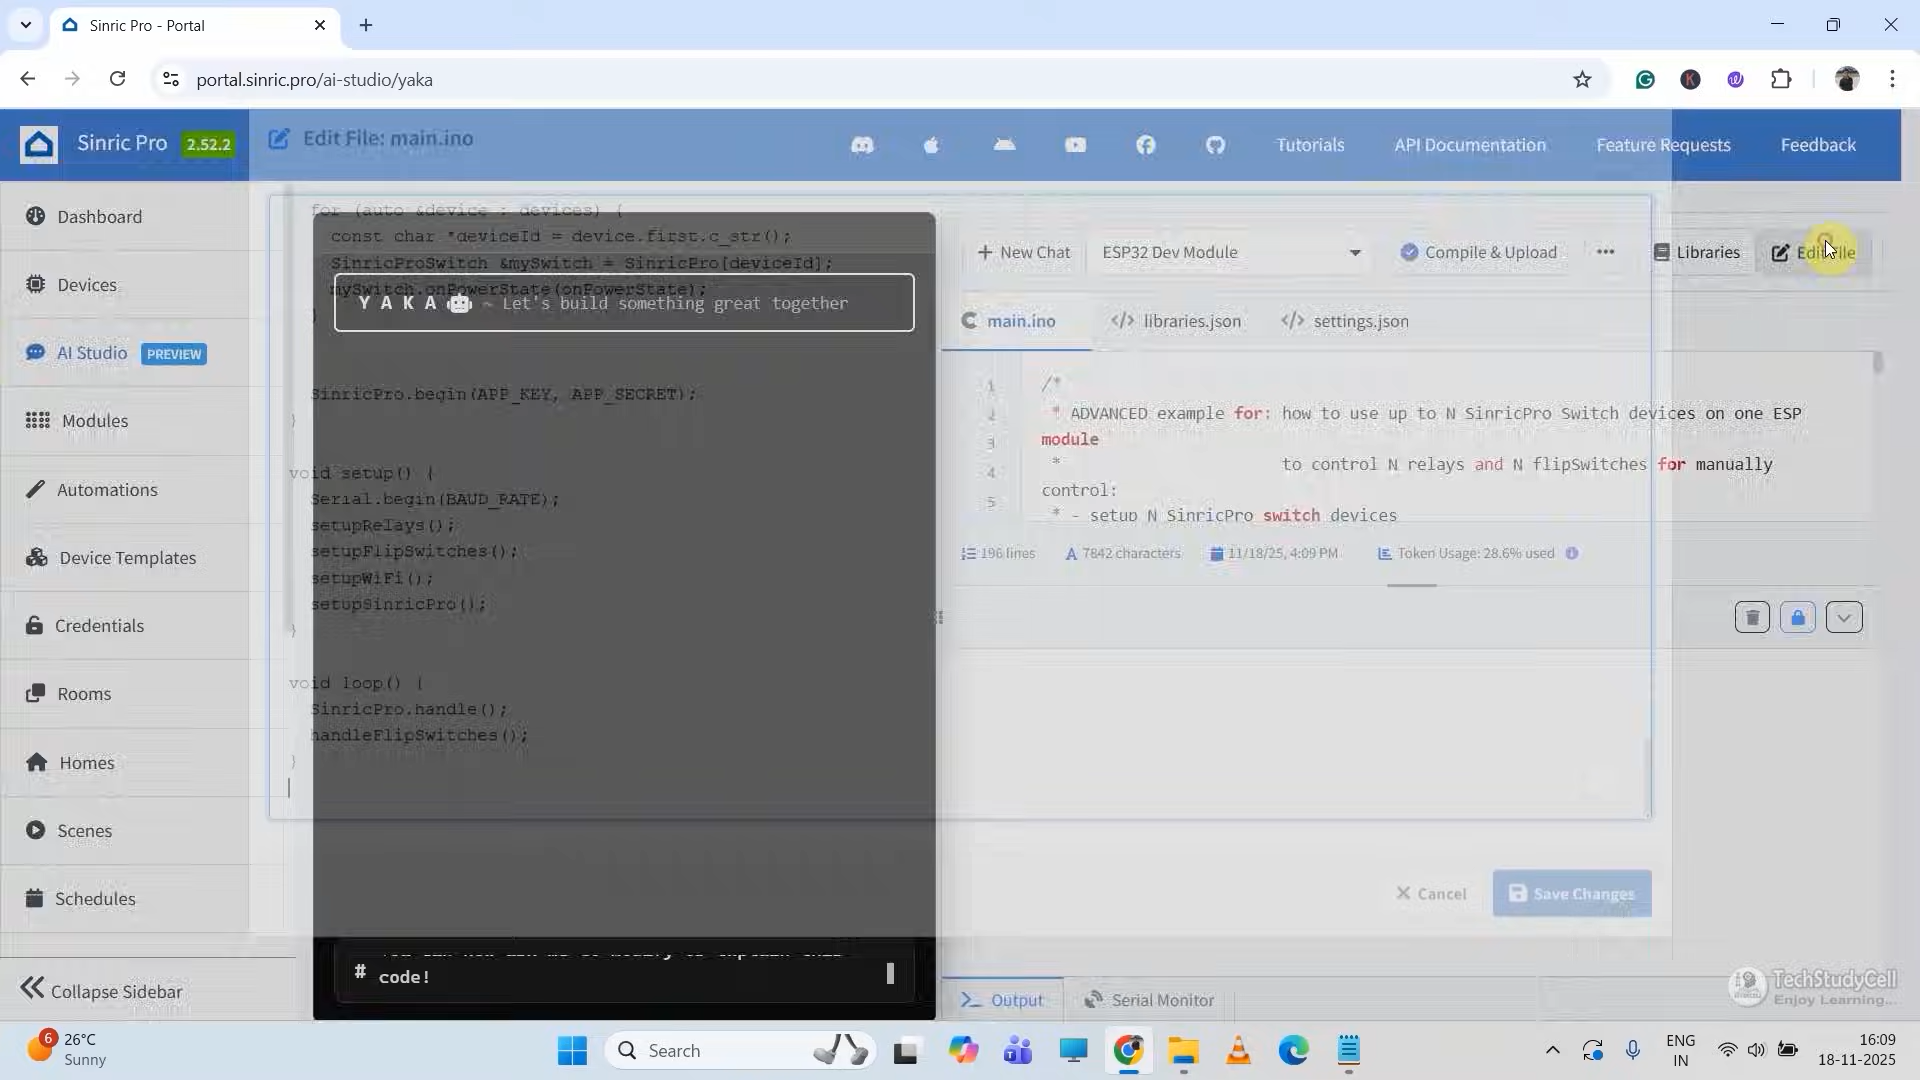 Sinric Pro - Portal
portal.sinric.pro/ai-studio/yaka
Sinric Pro 2.52.2
Edit File: main.ino
Tutorials
API Documentation
Feature Requests
Feedback
Dashboard
Devices
AI Studio PREVIEW
Modules
Automations
Device Templates
Credentials
Rooms
Homes
Scenes
Schedules
Collapse Sidebar
for (auto &device : devices) {
const char *deviceId = device.first.c_str();
SinricProSwitch &mySwitch = SinricPro[deviceId];
mySwitch.onPowerState(onPowerState);
}
Y A K A ~ Let's build something great together
SinricPro.begin(APP_KEY, APP_SECRET);
}
void setup() {
Serial.begin(BAUD_RATE);
setupRelays();
setupFlipSwitches();
setupWiFi();
setupSinricPro();
}
void loop() {
SinricPro.handle();
handleFlipSwitches();
}
#
code!
+ New Chat
ESP32 Dev Module
Compile & Upload
Libraries
Edit File
main.ino
</> libraries.json
</> settings.json
1 /*
2 * ADVANCED example for: how to use up to N SinricPro Switch devices on one ESP
3 module
4 * to control N relays and N flipSwitches for manually
control:
5 * - setup N SinricPro switch devices
196 lines
7842 characters
11/18/25, 4:09 PM
Token Usage: 28.6% used
Cancel
Save Changes
Output
Serial Monitor
TechStudyCell
Enjoy Learning...
6
26°C
Sunny
Search
ENG
IN
16:09
18-11-2025